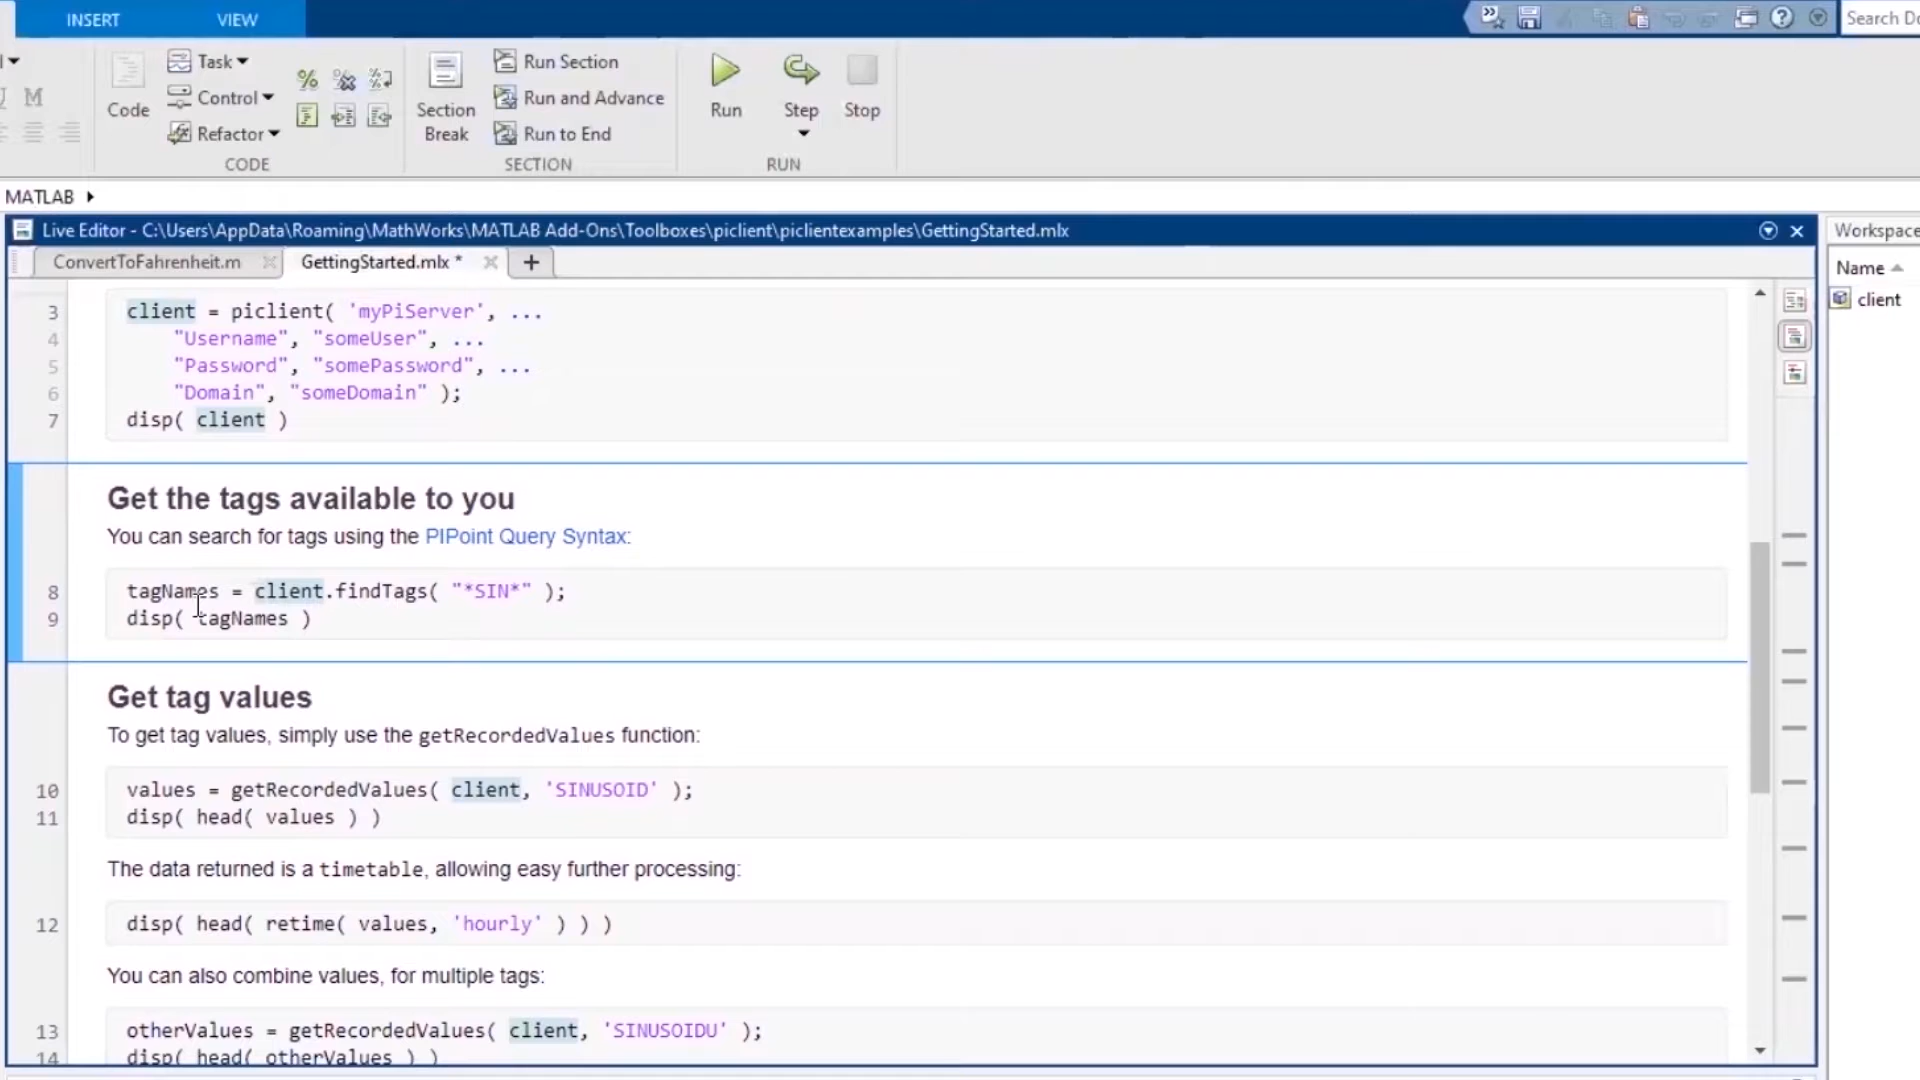 INSERT VIEW
Search Do
Task
Control
Refactor
Code
CODE
Section Break
Run Section
Run and Advance
Run to End
SECTION
Run Step Stop
RUN
MATLAB
Live Editor - C:\Users\AppData\Roaming\MathWorks\MATLAB Add-Ons\Toolboxes\piclient\piclientexamples\GettingStarted.mlx
Workspace
ConvertToFahrenheit.m GettingStarted.mlx *
Name
client
3 client = piclient( 'myPiServer', ...
4 "Username", "someUser", ...
5 "Password", "somePassword", ...
6 "Domain", "someDomain" );
7 disp( client )
Get the tags available to you
You can search for tags using the PIPoint Query Syntax:
8 tagNames = client.findTags( "*SIN*" );
9 disp( tagNames )
Get tag values
To get tag values, simply use the getRecordedValues function:
10 values = getRecordedValues( client, 'SINUSOID' );
11 disp( head( values ) )
The data returned is a timetable, allowing easy further processing:
12 disp( head( retime( values, 'hourly' ) ) )
You can also combine values, for multiple tags:
13 otherValues = getRecordedValues( client, 'SINUSOIDU' );
14 disp( head( otherValues ) )